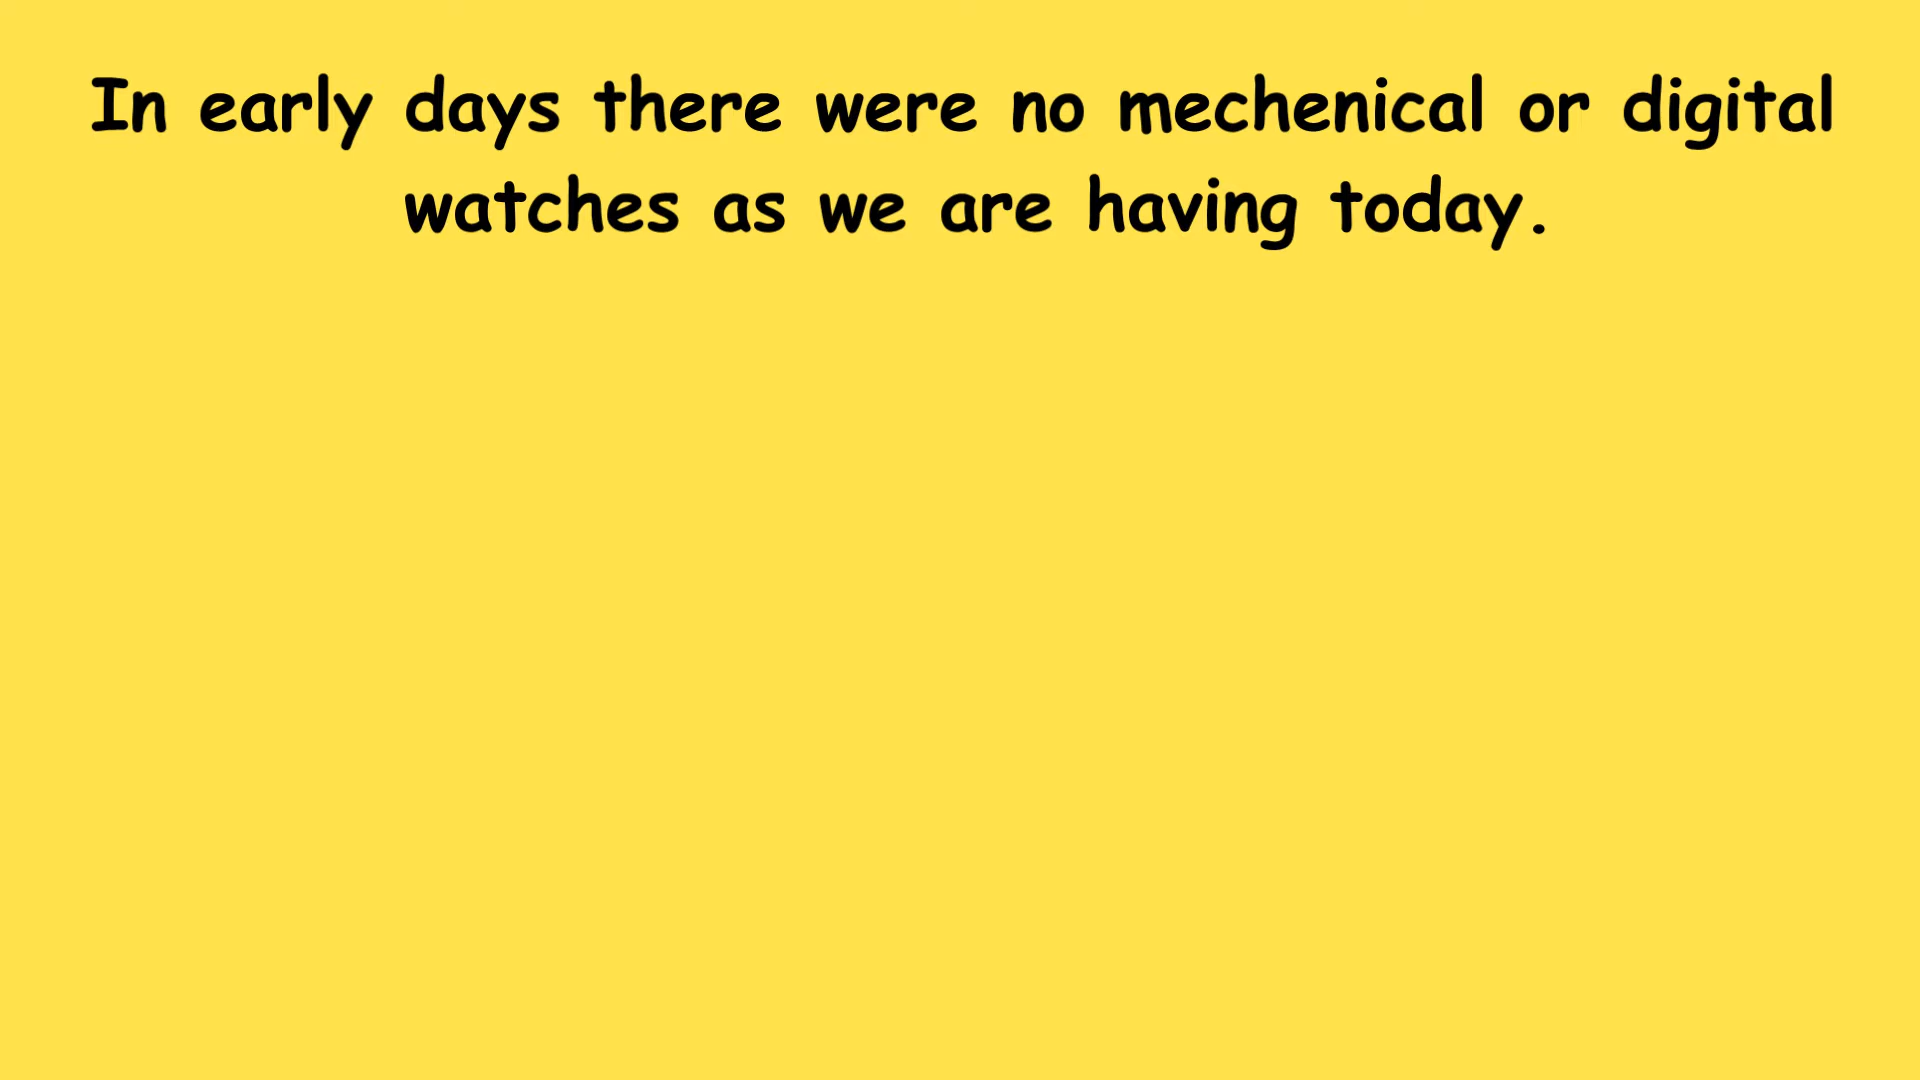 In early days there were no mechenical or digital
watches as we are having today.